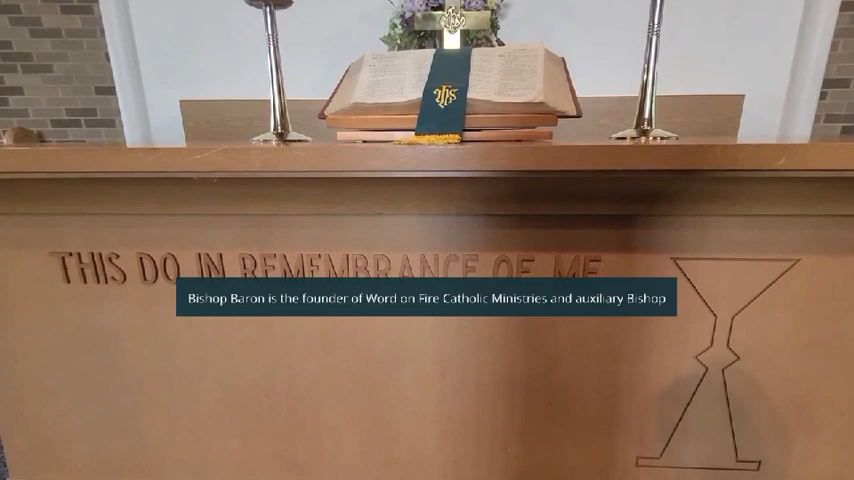 IHS
THIS DO IN REMEMBRANCE OF ME
Bishop Baron is the founder of Word on Fire Catholic Ministries and auxiliary Bishop